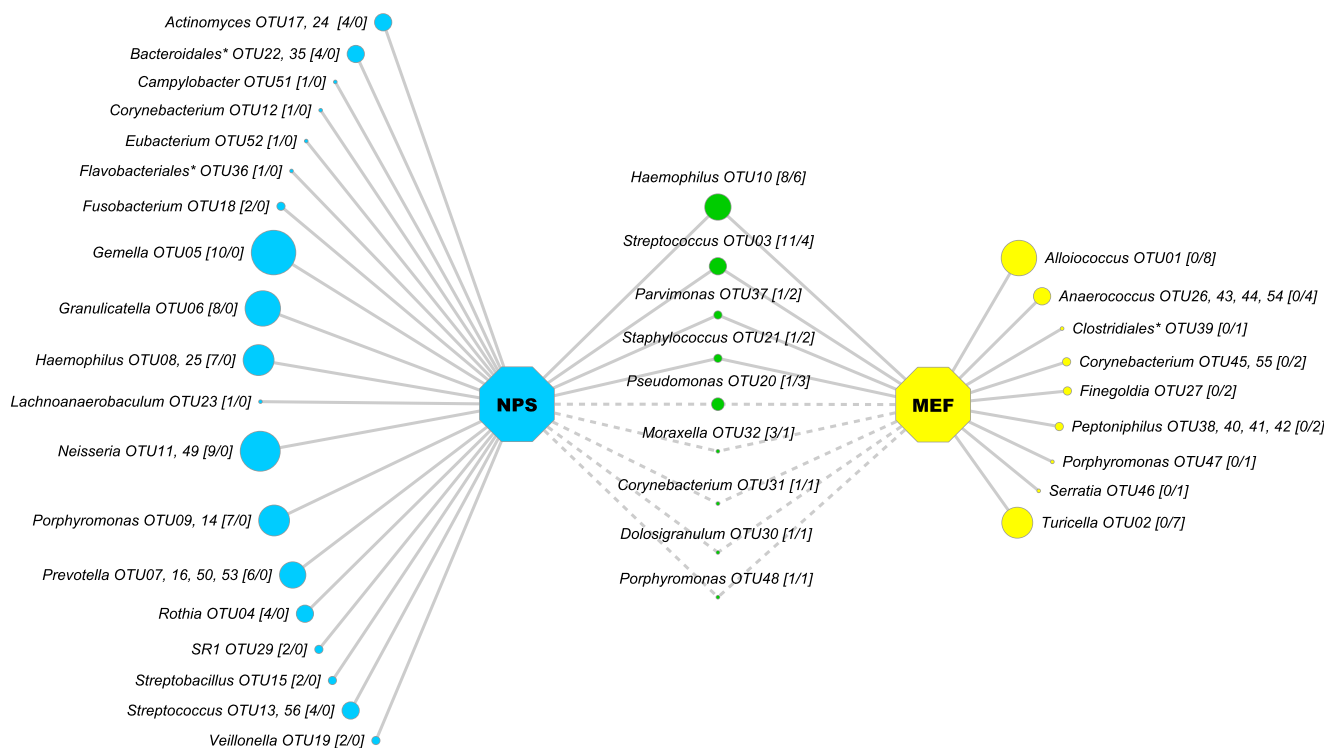 Actinomyces OTU17, 24 [4/0]
Bacteroidales* OTU22, 35 [4/0]
Campylobacter OTU51 [1/0]
Corynebacterium OTU12 [1/0]
Eubacterium OTU52 [1/0]
Flavobacteriales* OTU36 [1/0]
Fusobacterium OTU18 [2/0]
Gemella OTU05 [10/0]
Granulicatella OTU06 [8/0]
Haemophilus OTU08, 25 [7/0]
Lachnoanaerobaculum OTU23 [1/0]
Neisseria OTU11, 49 [9/0]
Porphyromonas OTU09, 14 [7/0]
Prevotella OTU07, 16, 50, 53 [6/0]
Rothia OTU04 [4/0]
SR1 OTU29 [2/0]
Streptobacillus OTU15 [2/0]
Streptococcus OTU13, 56 [4/0]
Veillonella OTU19 [2/0]
NPS
Haemophilus OTU10 [8/6]
Streptococcus OTU03 [11/4]
Parvimonas OTU37 [1/2]
Staphylococcus OTU21 [1/2]
Pseudomonas OTU20 [1/3]
Moraxella OTU32 [3/1]
Corynebacterium OTU31 [1/1]
Dolosigranulum OTU30 [1/1]
Porphyromonas OTU48 [1/1]
MEF
Alloiococcus OTU01 [0/8]
Anaerococcus OTU26, 43, 44, 54 [0/4]
Clostridiales* OTU39 [0/1]
Corynebacterium OTU45, 55 [0/2]
Finegoldia OTU27 [0/2]
Peptoniphilus OTU38, 40, 41, 42 [0/2]
Porphyromonas OTU47 [0/1]
Serratia OTU46 [0/1]
Turicella OTU02 [0/7]